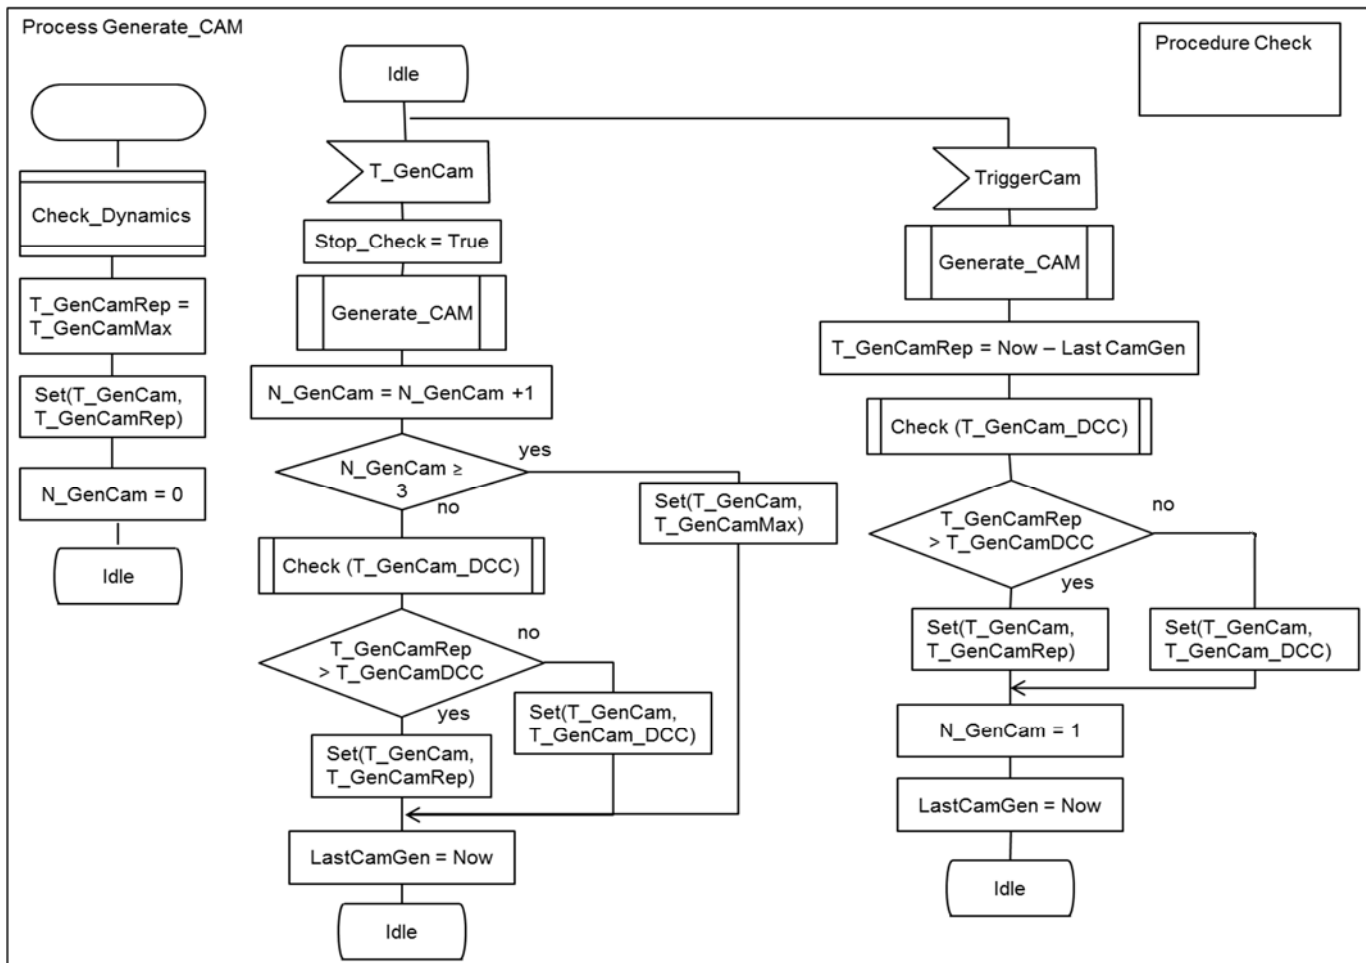 Process Generate_CAM
Procedure Check
Check_Dynamics
T_GenCamRep =
T_GenCamMax
Set(T_GenCam,
T_GenCamRep)
N_GenCam = 0
Idle
Idle
T_GenCam
Stop_Check = True
Generate_CAM
N_GenCam = N_GenCam +1
N_GenCam ≥
3
yes
no
Set(T_GenCam,
T_GenCamMax)
Check (T_GenCam_DCC)
T_GenCamRep
> T_GenCamDCC
no
yes
Set(T_GenCam,
T_GenCam_DCC)
Set(T_GenCam,
T_GenCamRep)
LastCamGen = Now
Idle
TriggerCam
Generate_CAM
T_GenCamRep = Now – Last CamGen
Check (T_GenCam_DCC)
T_GenCamRep
> T_GenCamDCC
no
yes
Set(T_GenCam,
T_GenCamRep)
Set(T_GenCam,
T_GenCam_DCC)
N_GenCam = 1
LastCamGen = Now
Idle